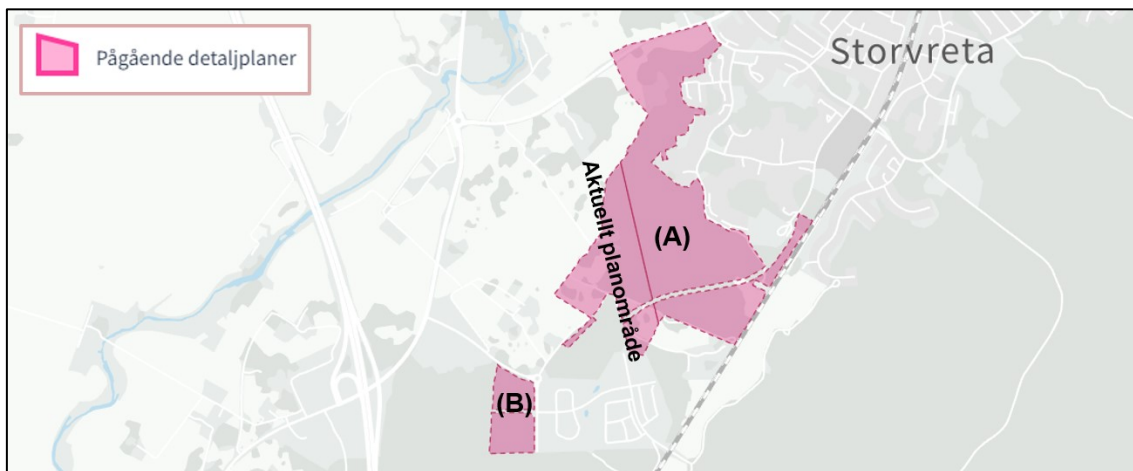 Pågående detaljplaner
Storvreta
Aktuellt planområde
(A)
(B)